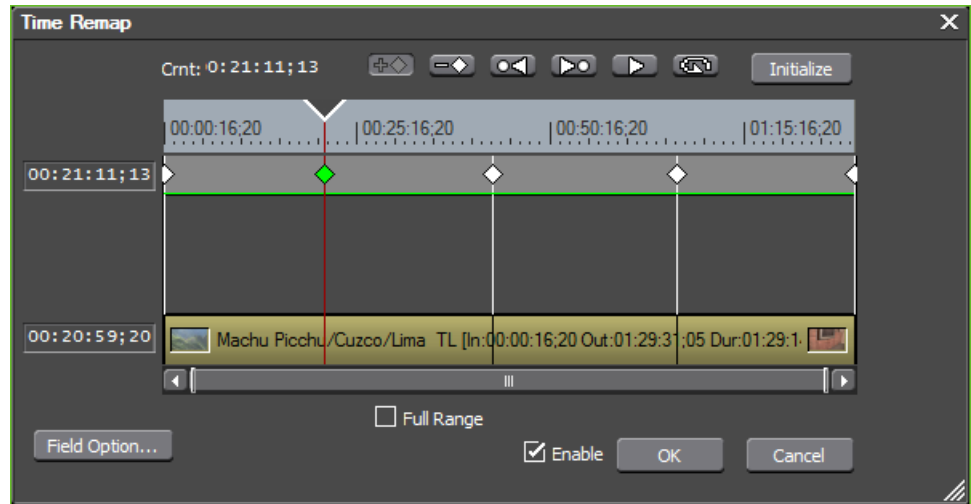 Time Remap
Crnt: 0:21:11;13
Initialize
00:00:16;20 00:25:16;20 00:50:16;20 01:15:16;20
00:21:11;13
00:20:59;20
Machu Picchu/Cuzco/Lima TL [In:00:00:16;20 Out:01:29:31;05 Dur:01:29:1
Full Range
Field Option...
Enable
OK
Cancel